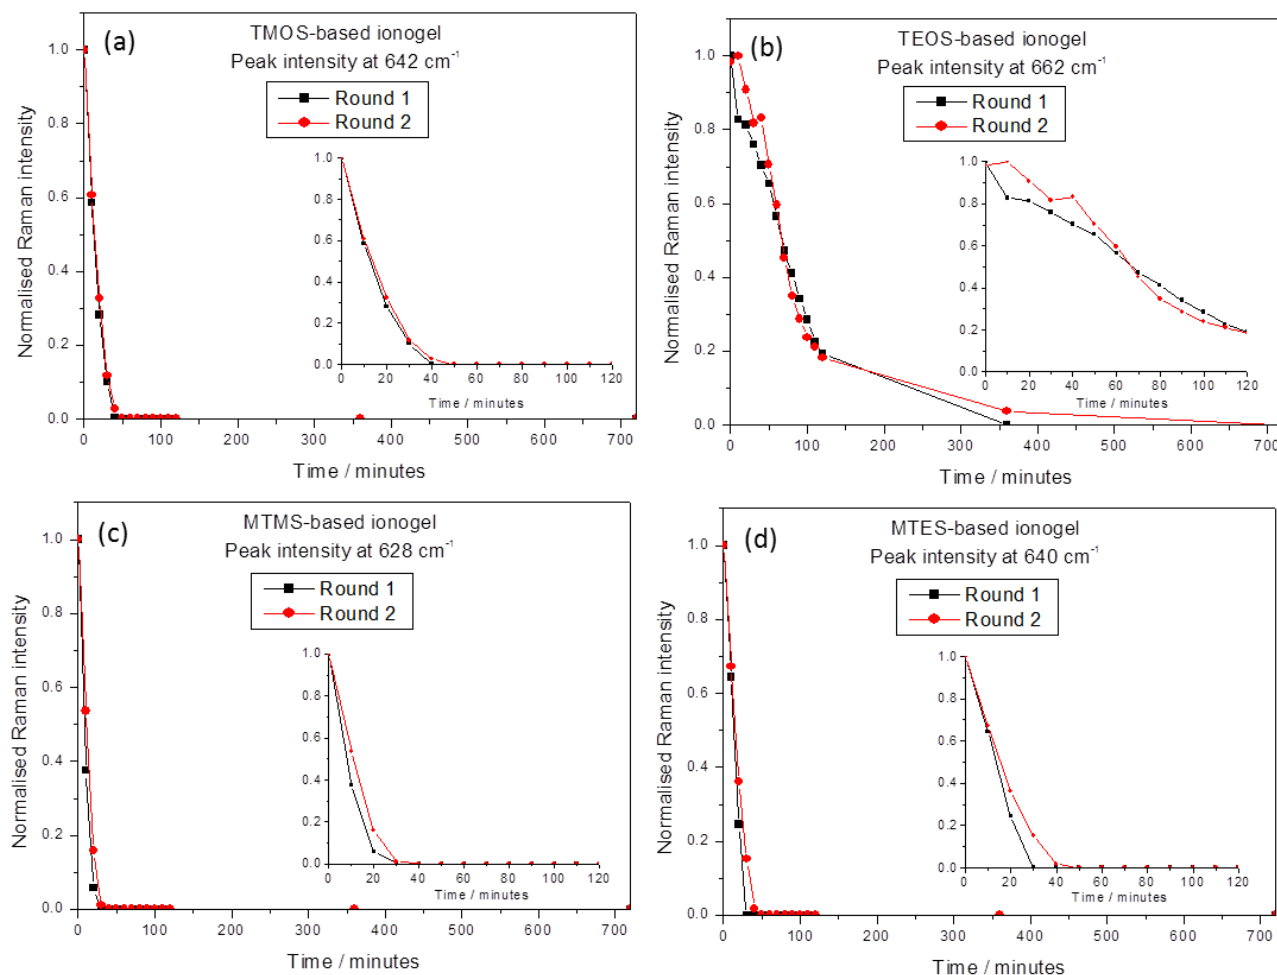 (a)
TMOS-based ionogel
Peak intensity at 642 cm⁻¹
Round 1
Round 2
Normalised Raman intensity
1.0
0.8
0.6
0.4
0.2
0.0
0 100 200 300 400 500 600 700
Time / minutes
1.0
0.8
0.6
0.4
0.2
0.0
0 20 40 60 80 100 120
Time / minutes
(b)
TEOS-based ionogel
Peak intensity at 662 cm⁻¹
Round 1
Round 2
Normalised Raman intensity
1.0
0.8
0.6
0.4
0.2
0.0
0 100 200 300 400 500 600 700
Time / minutes
1.0
0.8
0.6
0.4
0.2
0.0
0 20 40 60 80 100 120
Time / minutes
(c)
MTMS-based ionogel
Peak intensity at 628 cm⁻¹
Round 1
Round 2
Normalised Raman intensity
1.0
0.8
0.6
0.4
0.2
0.0
0 100 200 300 400 500 600 700
Time / minutes
1.0
0.8
0.6
0.4
0.2
0.0
0 20 40 60 80 100 120
Time / minutes
(d)
MTES-based ionogel
Peak intensity at 640 cm⁻¹
Round 1
Round 2
Normalised Raman intensity
1.0
0.8
0.6
0.4
0.2
0.0
0 100 200 300 400 500 600 700
Time / minutes
1.0
0.8
0.6
0.4
0.2
0.0
0 20 40 60 80 100 120
Time / minutes